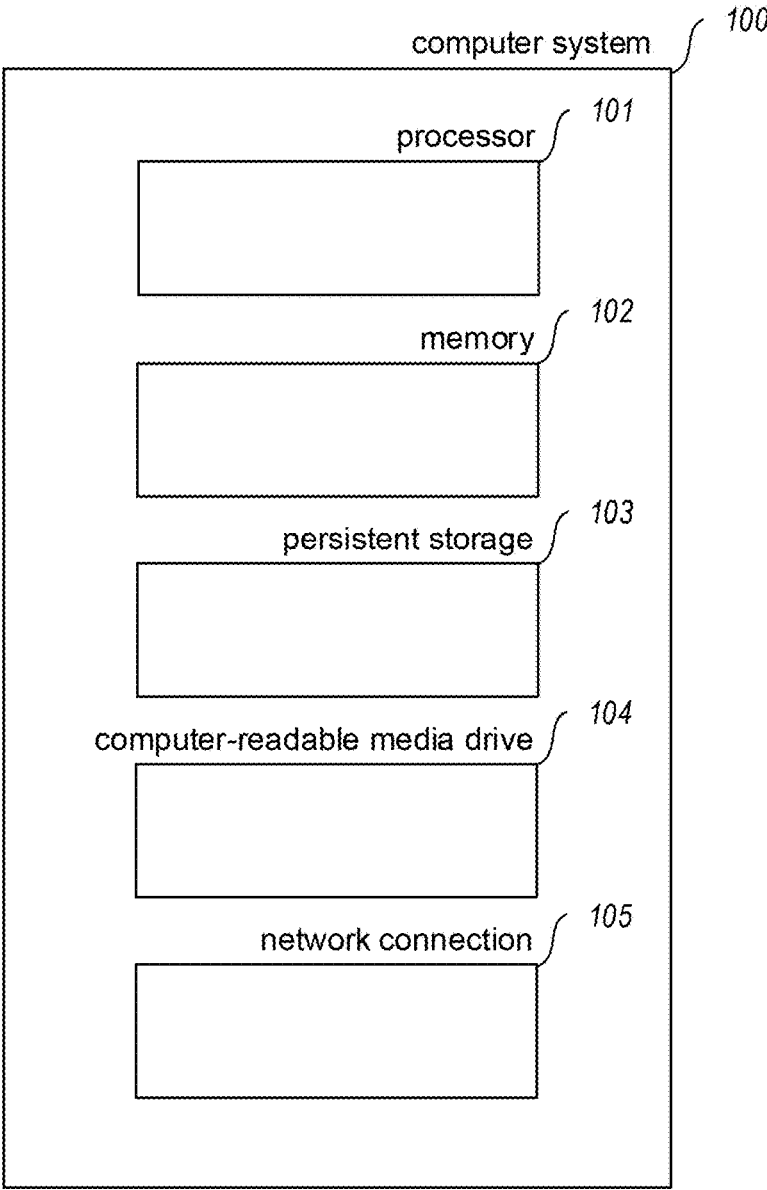 100
computer system
101
processor
102
memory
103
persistent storage
104
computer-readable media drive
105
network connection